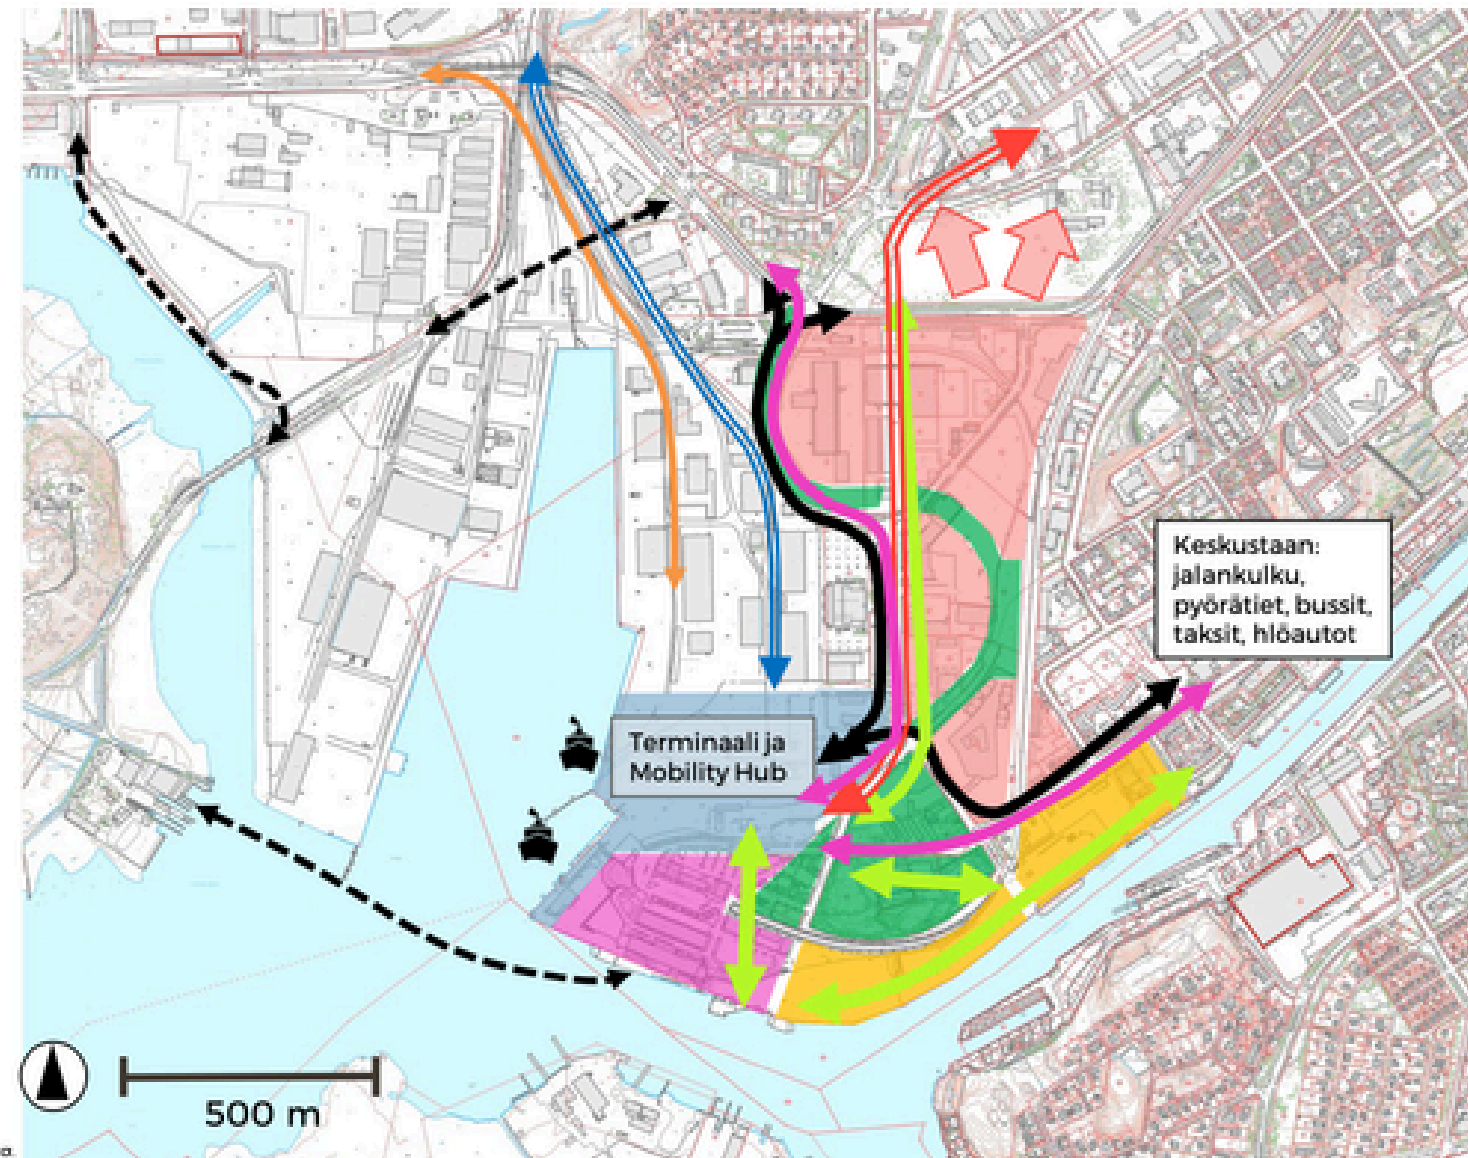 Keskustaan:
jalankulku,
pyörätiet, bussit,
taksit, hlöautot
Terminaali ja
Mobility Hub
500 m